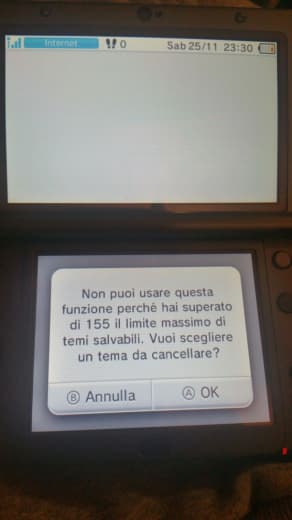 Internet 0 Sab 25/11 23:30
Non puoi usare questa
funzione perché hai superato
di 155 il limite massimo di
temi salvabili. Vuoi scegliere
un tema da cancellare?
Ⓑ Annulla Ⓐ OK